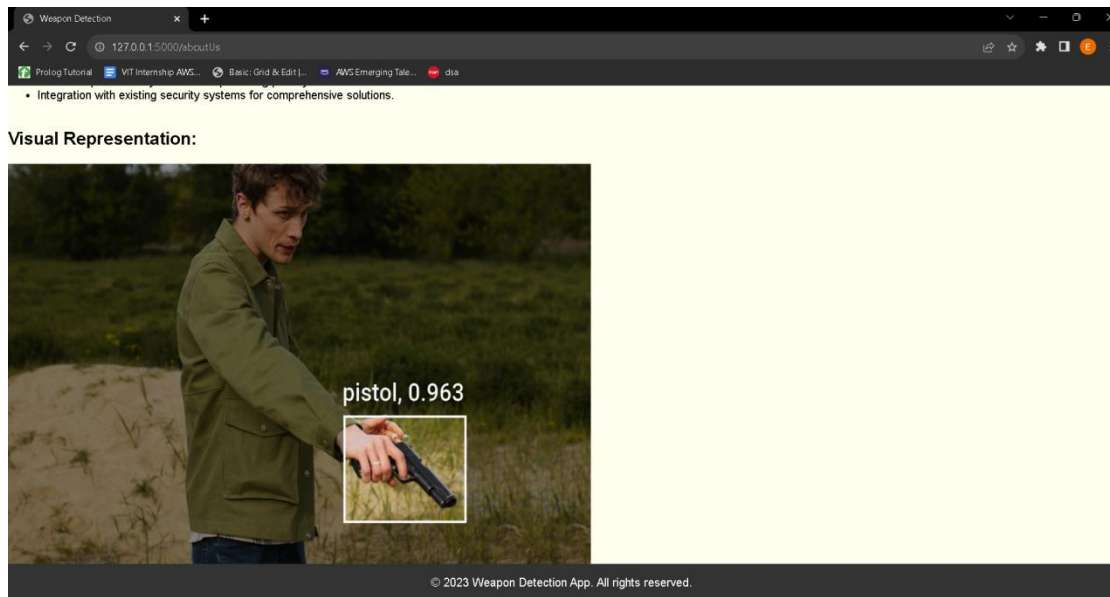 Weapon Detection
127.0.0.1:5000/aboutUs
E
Prolog Tutorial VIT Internship AWS... Basic: Grid & Edit |... AWS Emerging Tale... dsa
• Integration with existing security systems for comprehensive solutions.
Visual Representation:
pistol, 0.963
© 2023 Weapon Detection App. All rights reserved.